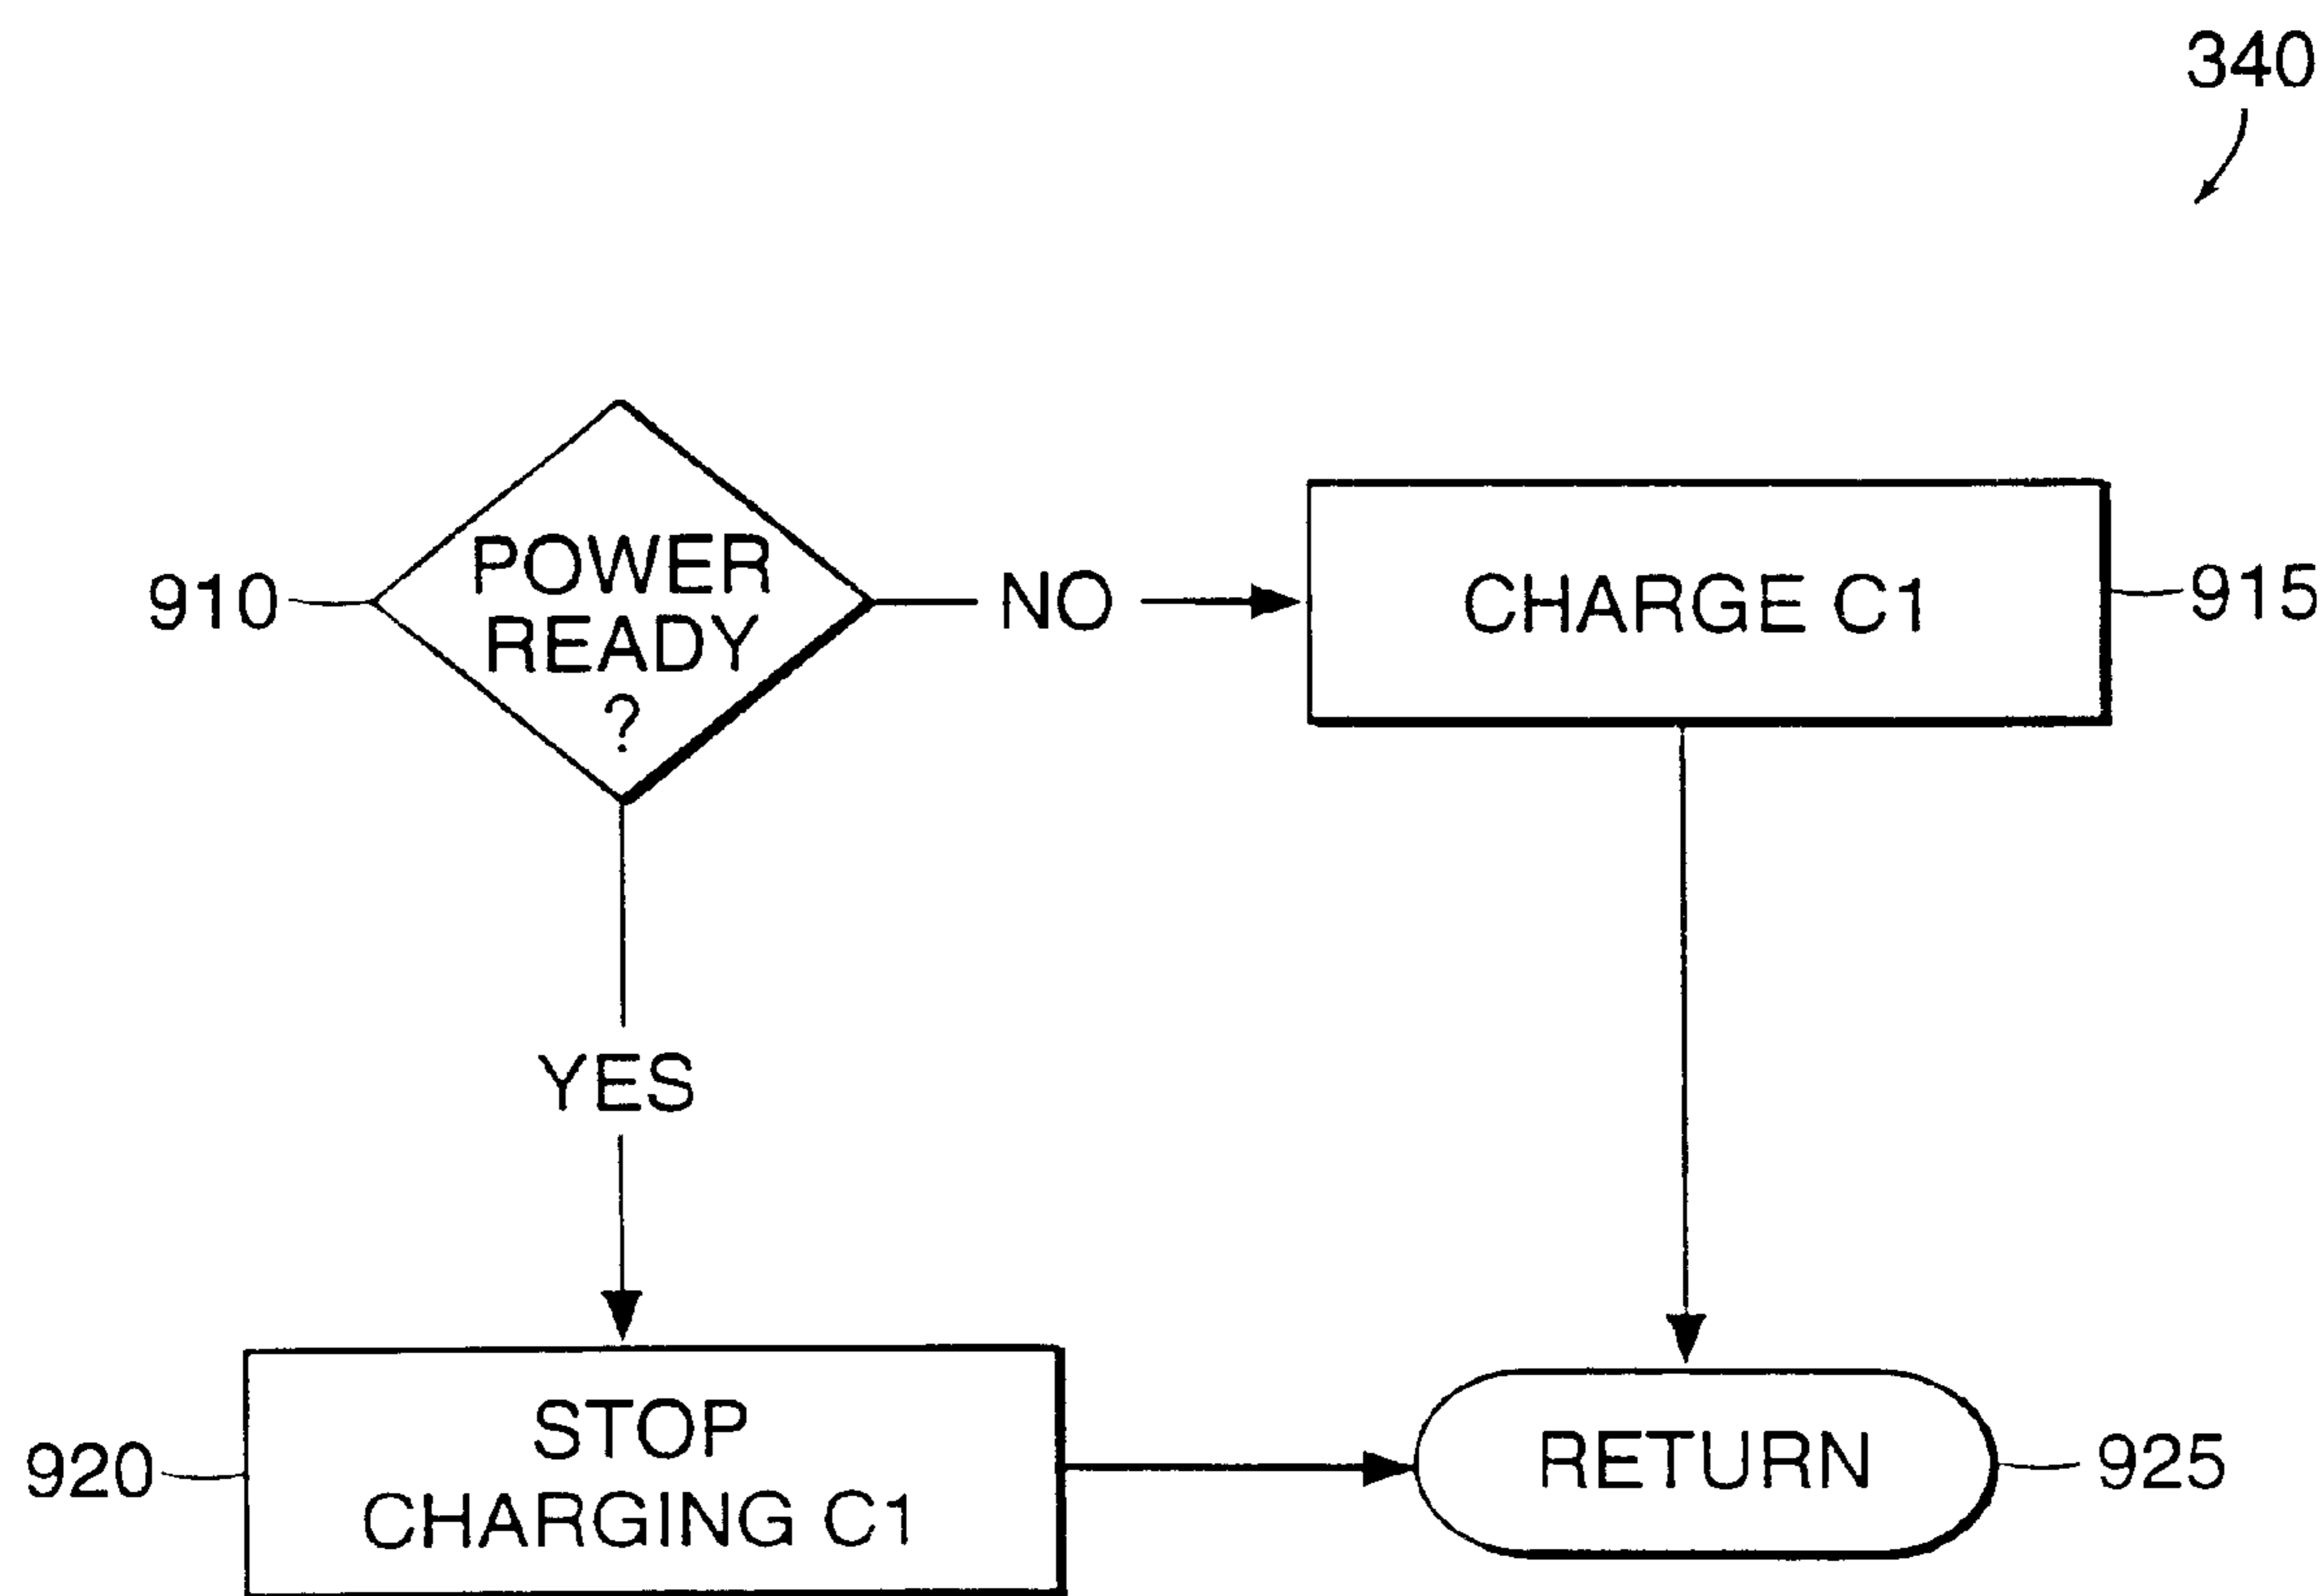 340
POWER
READY
?
910
NO
CHARGE C1
915
YES
STOP
CHARGING C1
920
RETURN
925